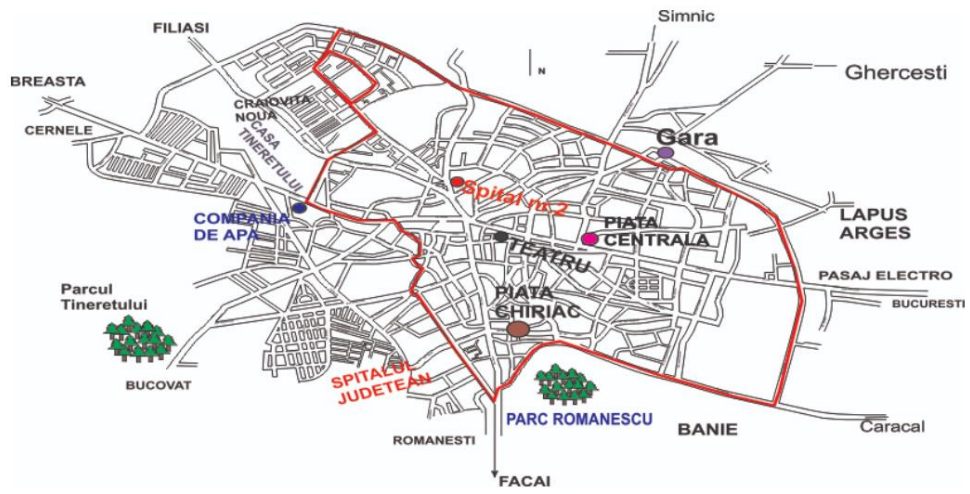 Simnic
FILIASI
Ghercesti
N
BREASTA
CRAIOVITA
NOUA
CERNELE
CASA
TINERETULUI
Gara
Spital nr.2
COMPANIA
DE APA
LAPUS
ARGES
PIATA
CENTRALA
TEATRU
PASAJ ELECTRO
BUCURESTI
Parcul
Tineretului
PIATA
CHIRIAC
BUCOVAT
SPITALUL
JUDETEAN
PARC ROMANESCU
BANIE
Caracal
ROMANESTI
FACAI